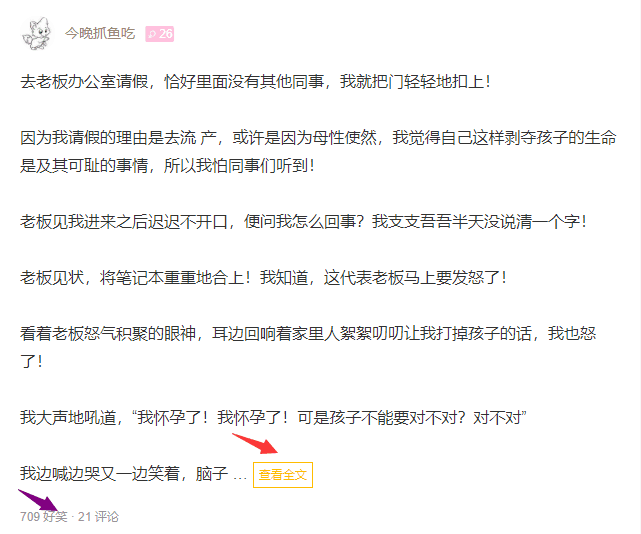 今晚抓鱼吃 26
去老板办公室请假，恰好里面没有其他同事，我就把门轻轻地扣上！
因为我请假的理由是去流 产，或许是因为母性使然，我觉得自己这样剥夺孩子的生命
是及其可耻的事情，所以我怕同事们听到！
老板见我进来之后迟迟不开口，便问我怎么回事？我支支吾吾半天没说清一个字！
老板见状，将笔记本重重地合上！我知道，这代表老板马上要发怒了！
看着老板怒气积聚的眼神，耳边回响着家里人絮絮叨叨让我打掉孩子的话，我也怒
了！
我大声地吼道，“我怀孕了！我怀孕了！可是孩子不能要对不对？对不对”
我边喊边哭又一边笑着，脑子 ... 查看全文
709 好笑 · 21 评论